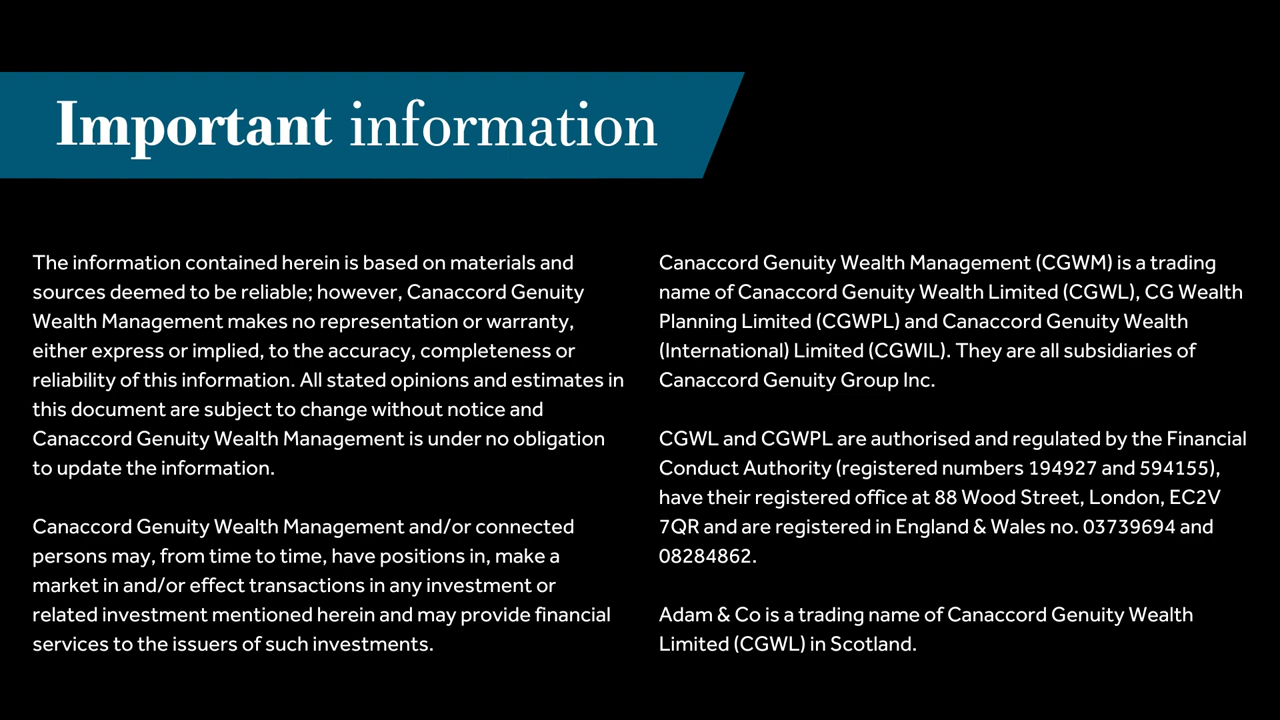 Important information
The information contained herein is based on materials and
sources deemed to be reliable; however, Canaccord Genuity
Wealth Management makes no representation or warranty,
either express or implied, to the accuracy, completeness or
reliability of this information. All stated opinions and estimates in
this document are subject to change without notice and
Canaccord Genuity Wealth Management is under no obligation
to update the information.
Canaccord Genuity Wealth Management and/or connected
persons may, from time to time, have positions in, make a
market in and/or effect transactions in any investment or
related investment mentioned herein and may provide financial
services to the issuers of such investments.
Canaccord Genuity Wealth Management (CGWM) is a trading
name of Canaccord Genuity Wealth Limited (CGWL), CG Wealth
Planning Limited (CGWPL) and Canaccord Genuity Wealth
(International) Limited (CGWIL). They are all subsidiaries of
Canaccord Genuity Group Inc.
CGWL and CGWPL are authorised and regulated by the Financial
Conduct Authority (registered numbers 194927 and 594155),
have their registered office at 88 Wood Street, London, EC2V
7QR and are registered in England & Wales no. 03739694 and
08284862.
Adam & Co is a trading name of Canaccord Genuity Wealth
Limited (CGWL) in Scotland.